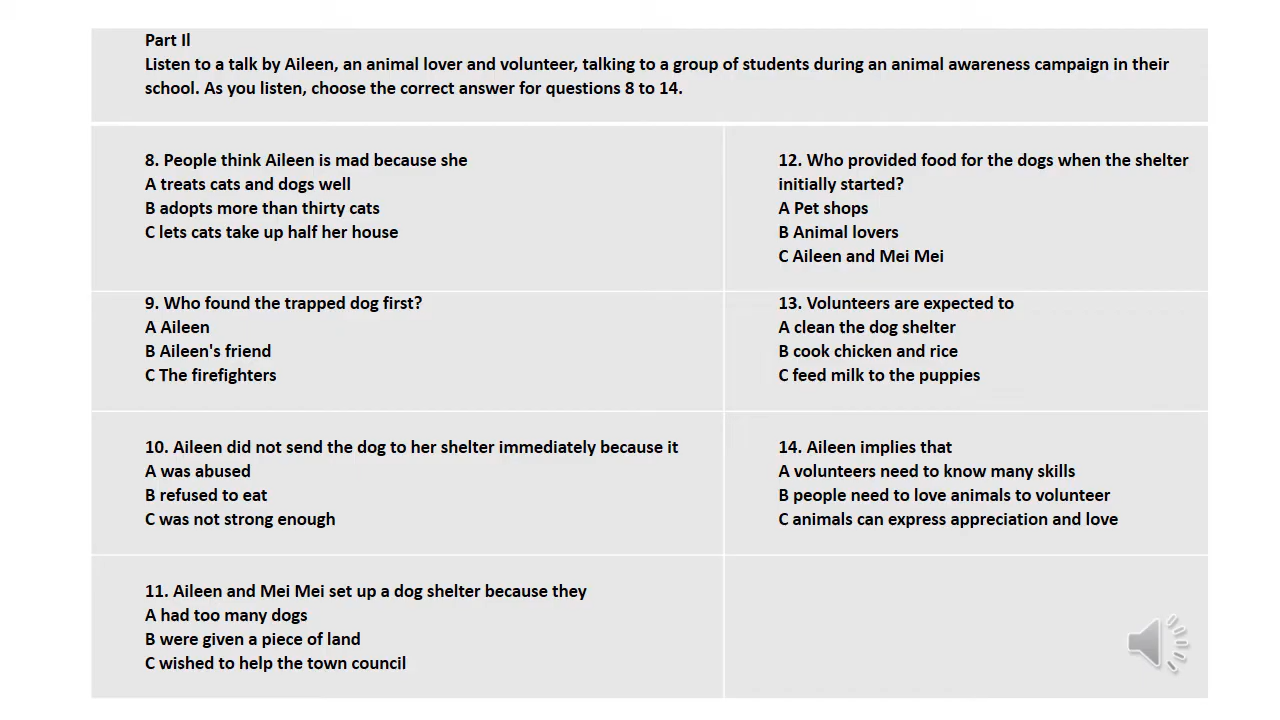 Part Il
Listen to a talk by Aileen, an animal lover and volunteer, talking to a group of students during an animal awareness campaign in their
school. As you listen, choose the correct answer for questions 8 to 14.
8. People think Aileen is mad because she
A treats cats and dogs well
B adopts more than thirty cats
C lets cats take up half her house
9. Who found the trapped dog first?
A Aileen
B Aileen's friend
C The firefighters
10. Aileen did not send the dog to her shelter immediately because it
A was abused
B refused to eat
C was not strong enough
11. Aileen and Mei Mei set up a dog shelter because they
A had too many dogs
B were given a piece of land
C wished to help the town council
12. Who provided food for the dogs when the shelter
initially started?
A Pet shops
B Animal lovers
C Aileen and Mei Mei
13. Volunteers are expected to
A clean the dog shelter
B cook chicken and rice
C feed milk to the puppies
14. Aileen implies that
A volunteers need to know many skills
B people need to love animals to volunteer
C animals can express appreciation and love